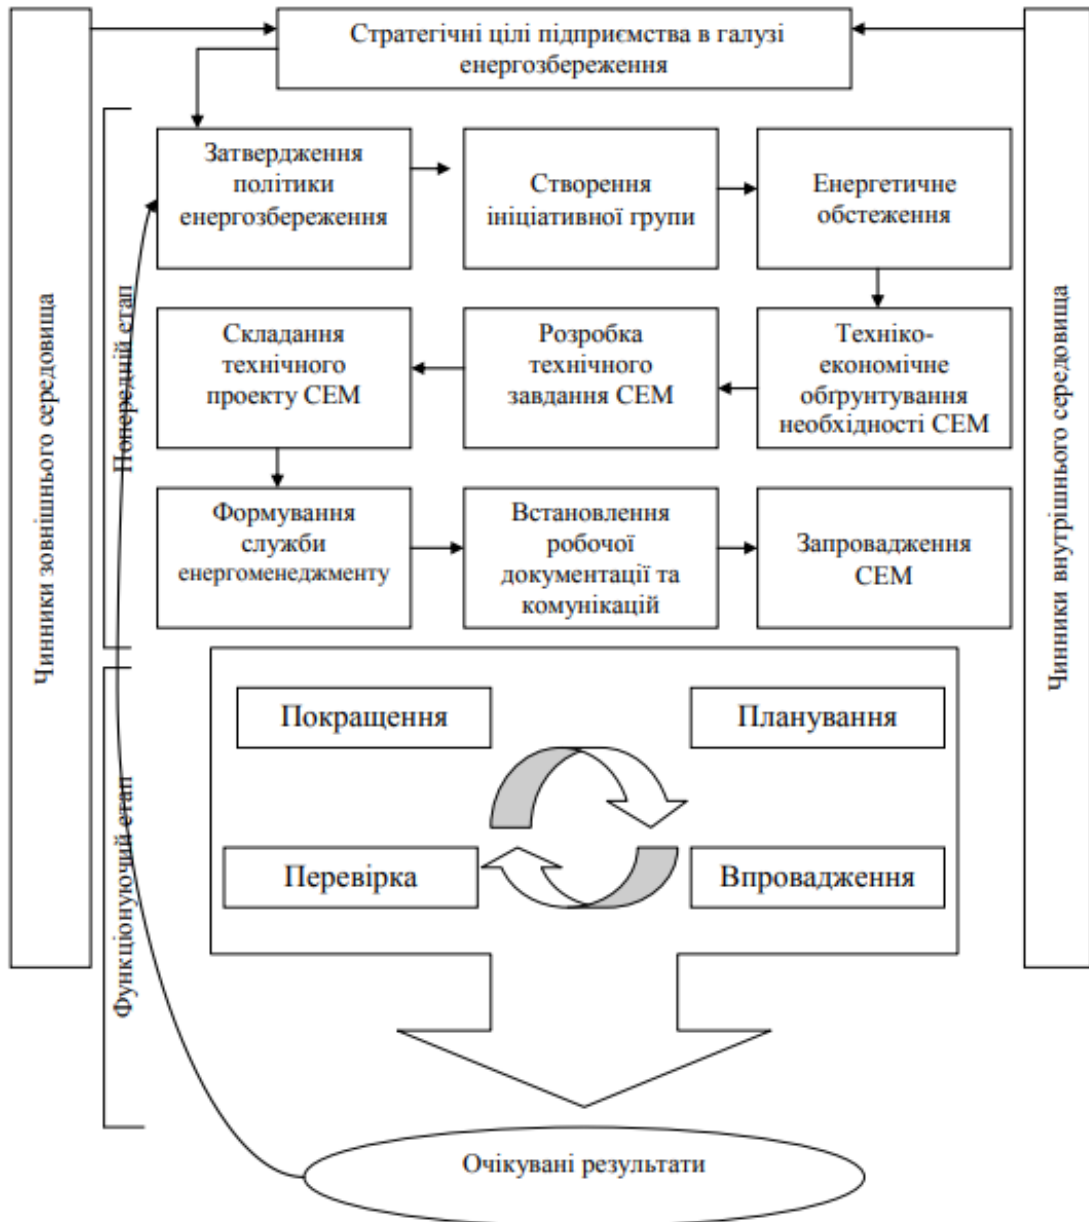 Стратегічні цілі підприємства в галузі
енергозбереження
Чинники зовнішнього середовища
Чинники внутрішнього середовища
Попередній етап
Затвердження
політики
енергозбереження
Створення
ініціативної групи
Енергетичне
обстеження
Складання
технічного
проекту СЕМ
Розробка
технічного
завдання СЕМ
Техніко-
економічне
обґрунтування
необхідності СЕМ
Формування
служби
енергоменеджменту
Встановлення
робочої
документації та
комунікацій
Запровадження
СЕМ
Функціонуючий етап
Покращення
Планування
Перевірка
Впровадження
Очікувані результати